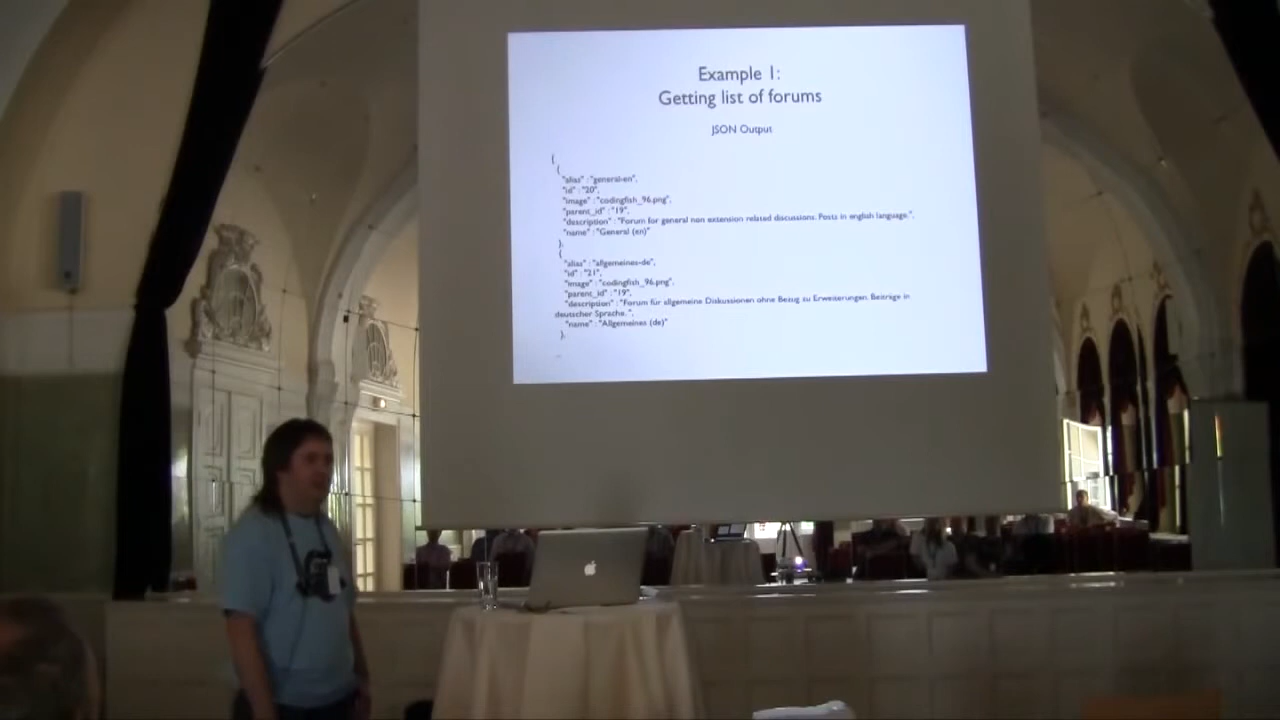 Example 1:
Getting list of forums
JSON Output
{
{
"alias" : "general-en",
"id" : "20",
"image" : "codingfish_96.png",
"parent_id" : "19",
"description" : "Forum for general non extension related discussions. Posts in english language.",
"name" : "General (en)"
},
{
"alias" : "allgemeines-de",
"id" : "21",
"image" : "codingfish_96.png",
"parent_id" : "19",
"description" : "Forum für allgemeine Diskussionen ohne Bezug zu Erweiterungen. Beiträge in
deutscher Sprache. ",
"name" : "Allgemeines (de)"
},
...